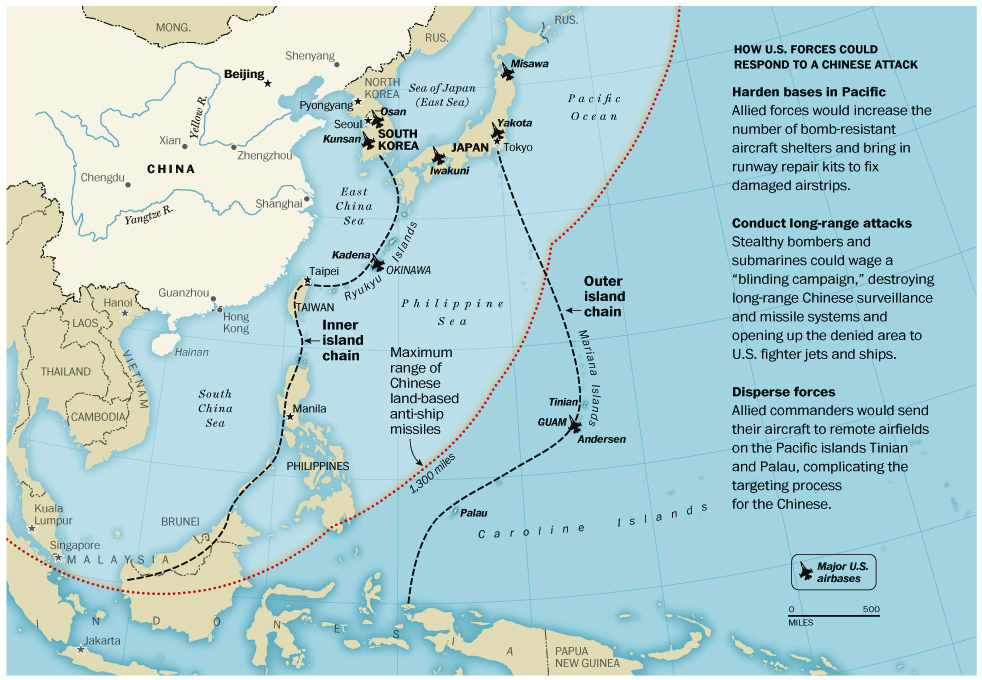 MONG.
RUS.
RUS.
Shenyang
Beijing
NORTH
KOREA
Pyongyang
Sea of Japan
(East Sea)
Misawa
Pacific
Ocean
Osan
Seoul
Kunsan
SOUTH
KOREA
Yakota
JAPAN
Tokyo
Iwakuni
Yellow R.
Xian
Zhengzhou
CHINA
Chengdu
Yangtze R.
Shanghai
East
China
Sea
Kadena
OKINAWA
Ryukyu Islands
Taipei
TAIWAN
Guanzhou
Hong
Kong
Hanoi
LAOS
Hainan
VIETNAM
THAILAND
CAMBODIA
Philippine
Sea
Inner
island
chain
Outer
island
chain
Mariana Islands
Maximum
range of
Chinese
land-based
anti-ship
missiles
1,300 miles
South
China
Sea
Manila
PHILIPPINES
Tinian
GUAM
Andersen
Palau
Caroline Islands
Kuala
Lumpur
BRUNEI
Singapore
MALAYSIA
INDONESIA
Jakarta
PAPUA
NEW GUINEA
HOW U.S. FORCES COULD
RESPOND TO A CHINESE ATTACK
Harden bases in Pacific
Allied forces would increase the
number of bomb-resistant
aircraft shelters and bring in
runway repair kits to fix
damaged airstrips.
Conduct long-range attacks
Stealthy bombers and
submarines could wage a
“blinding campaign,” destroying
long-range Chinese surveillance
and missile systems and
opening up the denied area to
U.S. fighter jets and ships.
Disperse forces
Allied commanders would send
their aircraft to remote airfields
on the Pacific islands Tinian
and Palau, complicating the
targeting process
for the Chinese.
Major U.S.
airbases
0 500
MILES